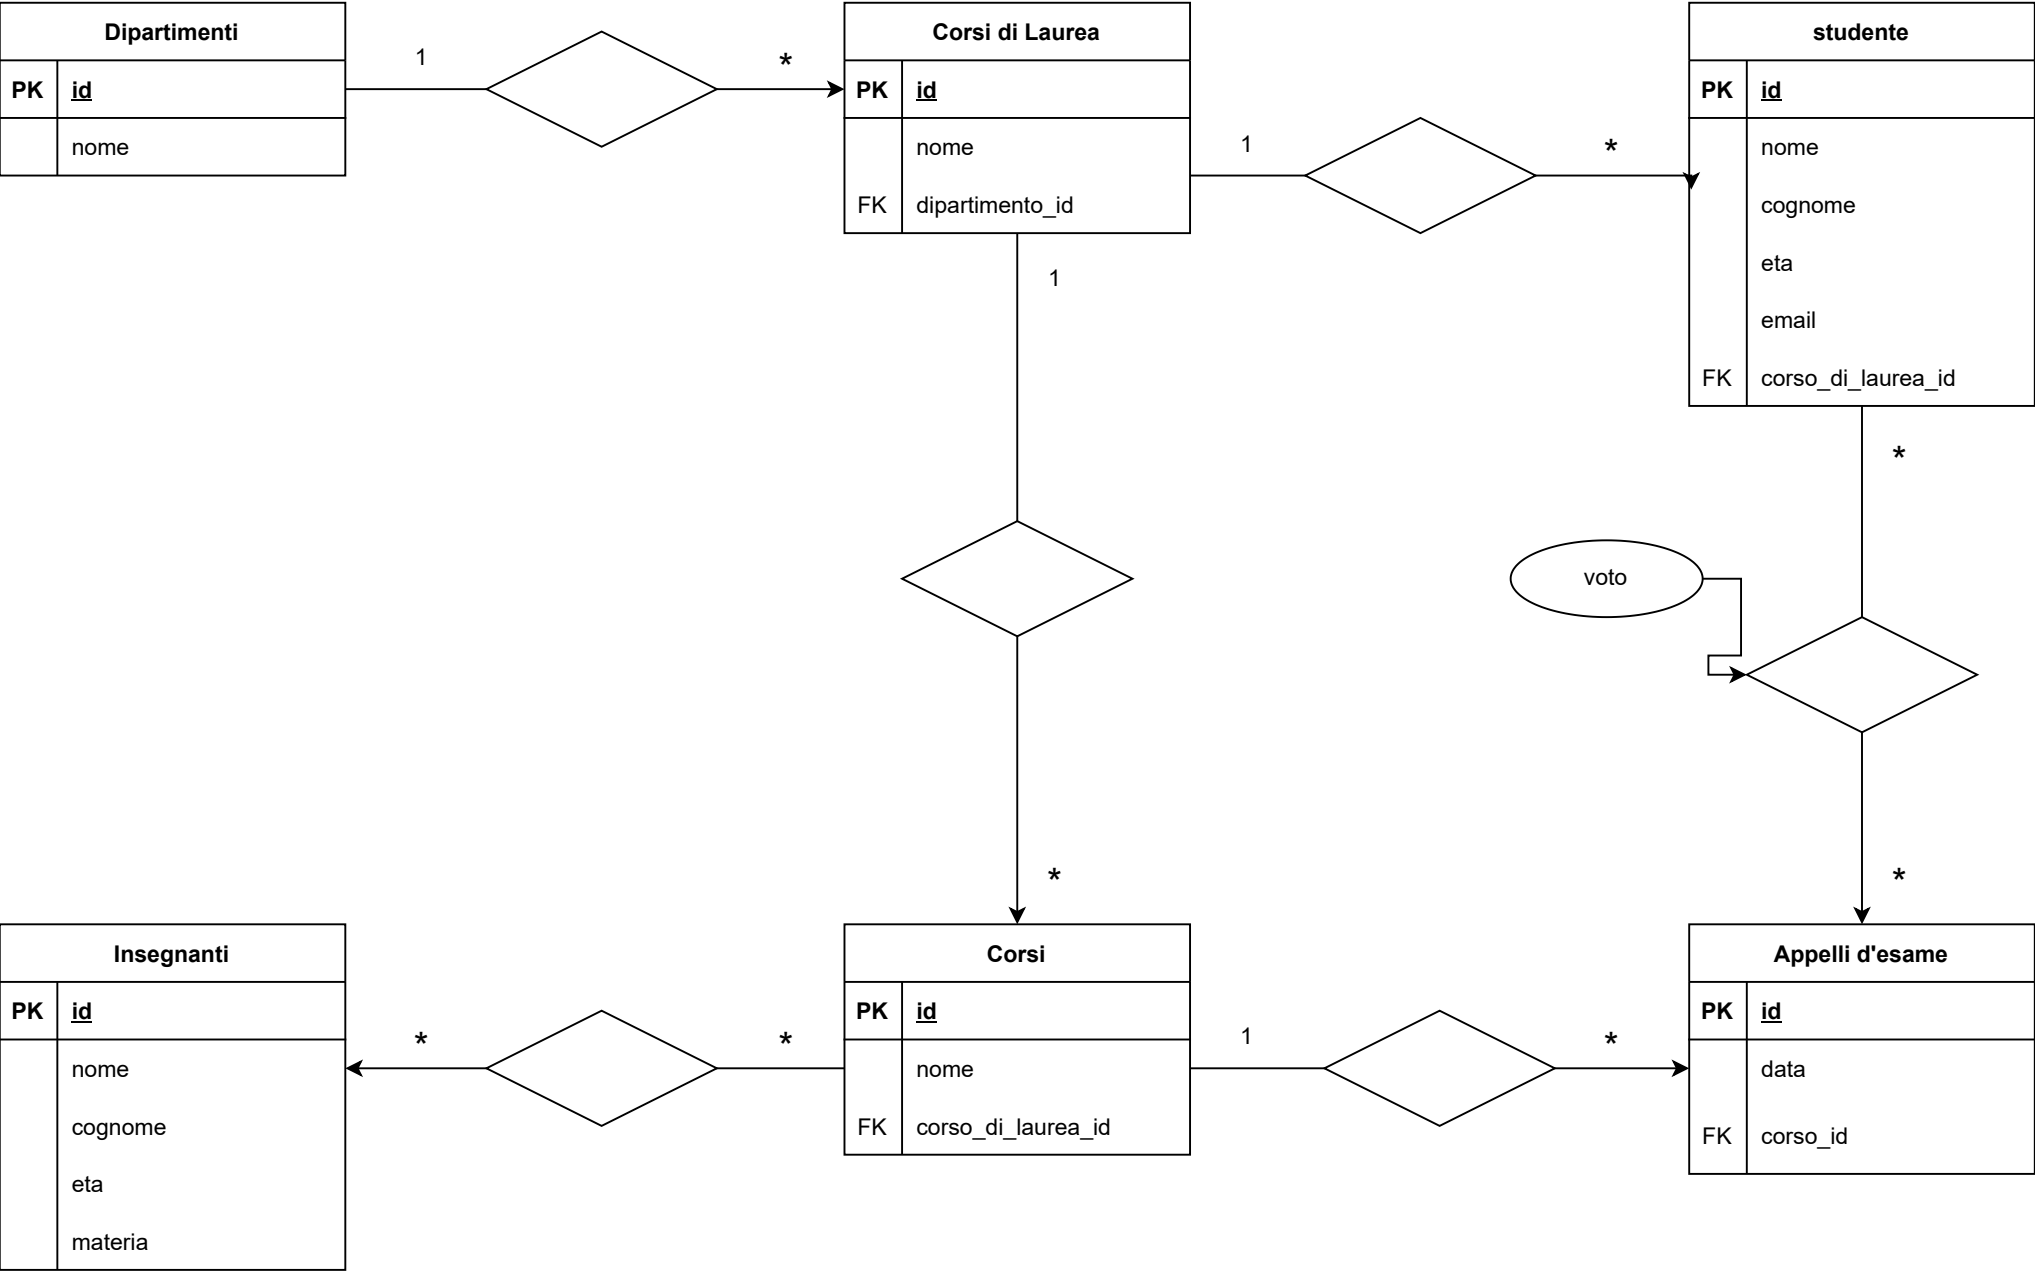 Dipartimenti
PK id
nome
1
*
Corsi di Laurea
PK id
nome
FK dipartimento_id
1
*
studente
PK id
nome
cognome
eta
email
FK corso_di_laurea_id
1
*
*
voto
*
Insegnanti
PK id
nome
cognome
eta
materia
*
*
Corsi
PK id
nome
FK corso_di_laurea_id
1
*
Appelli d'esame
PK id
data
FK corso_id